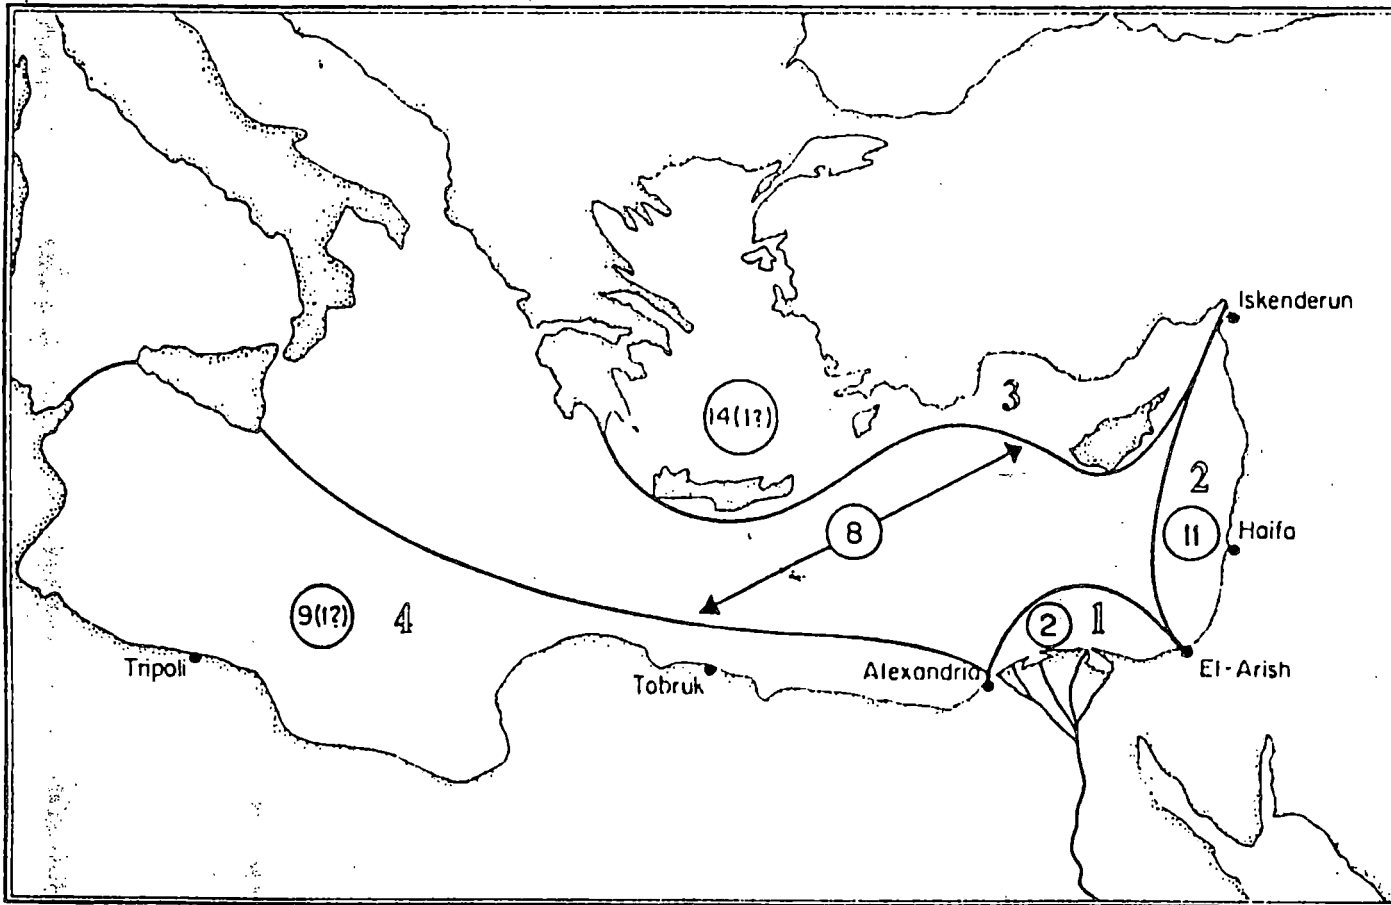 Iskenderun
3
14(1?)
2
8
11
Haifa
9(1?)
4
2
1
Tripoli
Tobruk
Alexandria
El-Arish